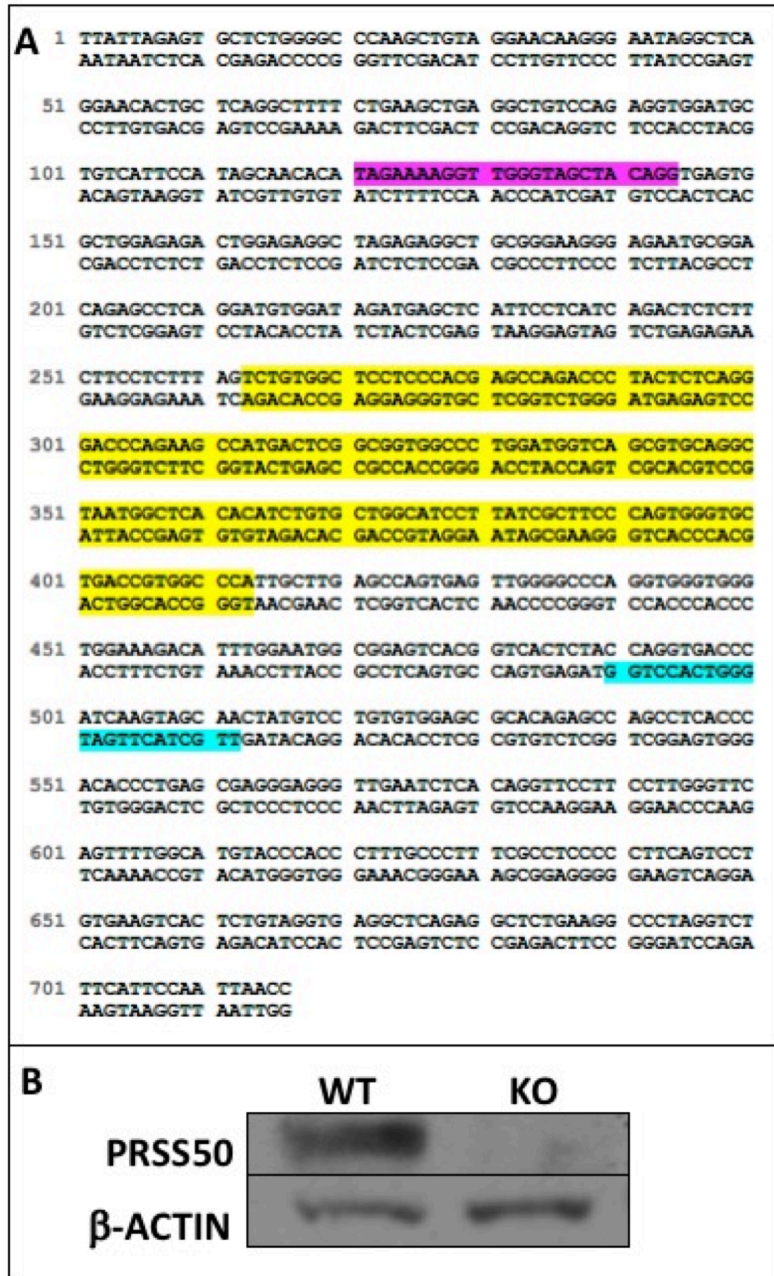 A
1 TTATTAGAGT GCTCTGGGGC CCAAGCTGTA GGAACAAGGG AATAGGCTCA
AATAATCTCA CGAGACCCCG GGTTCGACAT CCTTGTTCCC TTATCCGAGT
51 GGAACACTGC TCAGGCTTTT CTGAAGCTGA GGCTGTCCAG AGGTGGATGC
CCTTGTGACG AGTCCGAAAA GACTTCGACT CCGACAGGTC TCCACCTACG
101 TGTCATTCCA TAGCAACACA TAGAAAAGGT TGGGTAGCTA CAGGTGAGTG
ACAGTAAGGT ATCGTTGTGT ATCTTTTCCA ACCCATCGAT GTCCACTCAC
151 GCTGGAGAGA CTGGAGAGGC TAGAGAGGCT GCGGGAAGGG AGAATGCGGA
CGACCTCTCT GACCTCTCCG ATCTCTCCGA CGCCCTTCCC TCTTACGCCT
201 CAGAGCCTCA GGATGTGGAT AGATGAGCTC ATTCCTCATC AGACTCTCTT
GTCTCGGAGT CCTACACCTA TCTACTCGAG TAAGGAGTAG TCTGAGAGAA
251 CTTCCTCTTT TAGTCTGTGGCT CCTCCCACG AGCCAGACCC TACTCTCAGG
GAAGGAGAAA TCAGACACCG AGGAGGGTGC TCGGTCTGGG ATGAGAGTCC
301 GACCCAGAAG CCATGACTCG GCGGTGGCCC TGGATGGTCA GCGTGCAGGC
CTGGGTCTTC GGTACTGAGC CGCCACCGGG ACCTACCAGT CGCACGTCCG
351 TAATGGCTCA CACATCTGTG CTGGCATCCT TATCGCTTCC CAGTGGGTGC
ATTACCGAGT GTGTAGACAC GACCGTAGGA ATAGCGAAGG GTCACCCACG
401 TGACCGTGGC CCATTGCTTG AGCCAGTGAG TTGGGGCCCA GGTGGGTGGG
ACTGGCACCG GGTAACGAAC TCGGTCACTC AACCCCGGGT CCACCCACCC
451 TGGAAAGACA TTTGGAATGG CGGAGTCACG GTCACTCTAC CAGGTGACCC
ACCTTTCTGT AAACCTTACC GCCTCAGTGC CAGTGAGATG GTCCACTGGG
501 ATCAAGTAGC AACTATGTCC TGTGTGGAGC GCACAGAGCC AGCCTCACCC
TAGTTCATCG TTGATACAGG ACACACCTCG CGTGTCTCGG TCGGAGTGGG
551 ACACCCTGAG CGAGGGAGGG TTGAATCTCA CAGGTTCCTT CCTTGGGTTC
TGTGGGACTC GCTCCCTCCC AACTTAGAGT GTCCAAGGAA GGAACCCAAG
601 AGTTTTGGCA TGTACCCACC CTTTGCCCTT TCGCCTCCCC CTTCAGTCCT
TCAAAACCGT ACATGGGTGG GAAACGGGAA AGCGGAGGGG GAAGTCAGGA
651 GTGAAGTCAC TCTGTAGGTG AGGCTCAGAG GCTCTGAAGG CCCTAGGTCT
CACTTCAGTG AGACATCCAC TCCGAGTCTC CGAGACTTCC GGGATCCAGA
701 TTCATTCCAA TTAACC
AAGTAAGGTT AATTGG
B
WT KO
PRSS50
β-ACTIN